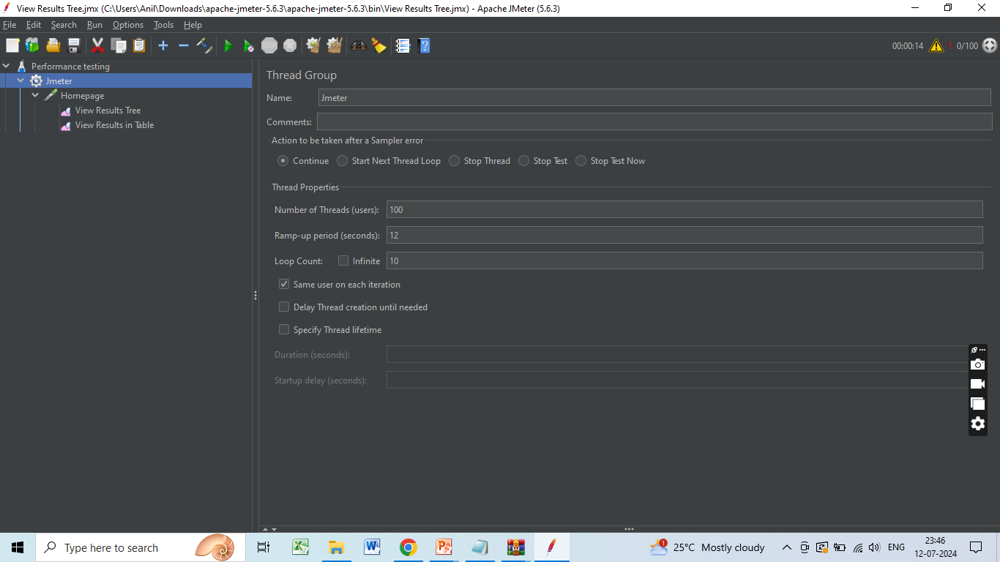 View Results Tree.jmx (C:\Users\Anil\Downloads\apache-jmeter-5.6.3\apache-jmeter-5.6.3\bin\View Results Tree.jmx) - Apache JMeter (5.6.3)
File Edit Search Run Options Tools Help
STOP 00:00:14 1 0/100
Performance testing
Jmeter
Homepage
View Results Tree
View Results in Table
Thread Group
Name: Jmeter
Comments:
Action to be taken after a Sampler error
Continue Start Next Thread Loop Stop Thread Stop Test Stop Test Now
Thread Properties
Number of Threads (users): 100
Ramp-up period (seconds): 12
Loop Count: Infinite 10
Same user on each iteration
Delay Thread creation until needed
Specify Thread lifetime
Duration (seconds):
Startup delay (seconds):
Type here to search
1 25°C Mostly cloudy ENG 23:46
12-07-2024